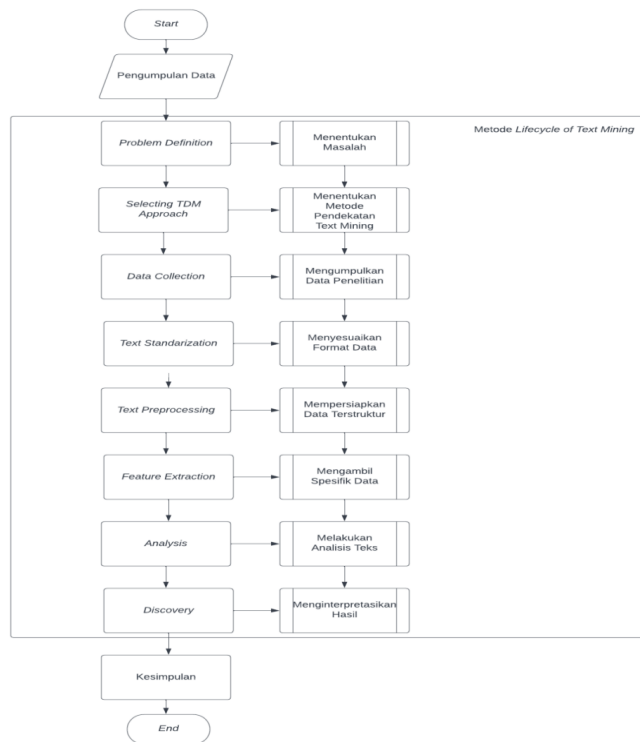 Start
Pengumpulan Data
Metode Lifecycle of Text Mining
Problem Definition
Menentukan
Masalah
Selecting TDM
Approach
Menentukan
Metode
Pendekatan
Text Mining
Data Collection
Mengumpulkan
Data Penelitian
Text Standarization
Menyesuaikan
Format Data
Text Preprocessing
Mempersiapkan
Data Terstruktur
Feature Extraction
Mengambil
Spesifik Data
Analysis
Melakukan
Analisis Teks
Discovery
Menginterpretasikan
Hasil
Kesimpulan
End